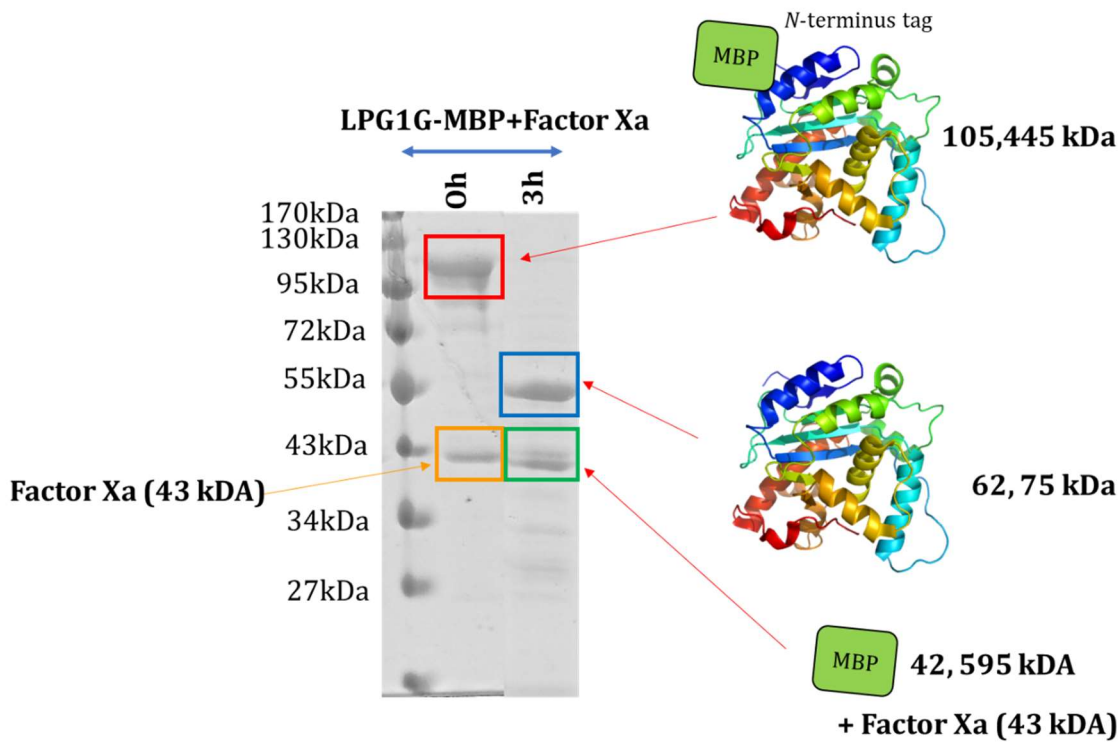 N-terminus tag
MBP
LPG1G-MBP+Factor Xa
105,445 kDa
0h
3h
170kDa
130kDa
95kDa
72kDa
55kDa
43kDa
Factor Xa (43 kDA)
62, 75 kDa
34kDa
27kDa
MBP
42, 595 kDA
+ Factor Xa (43 kDA)